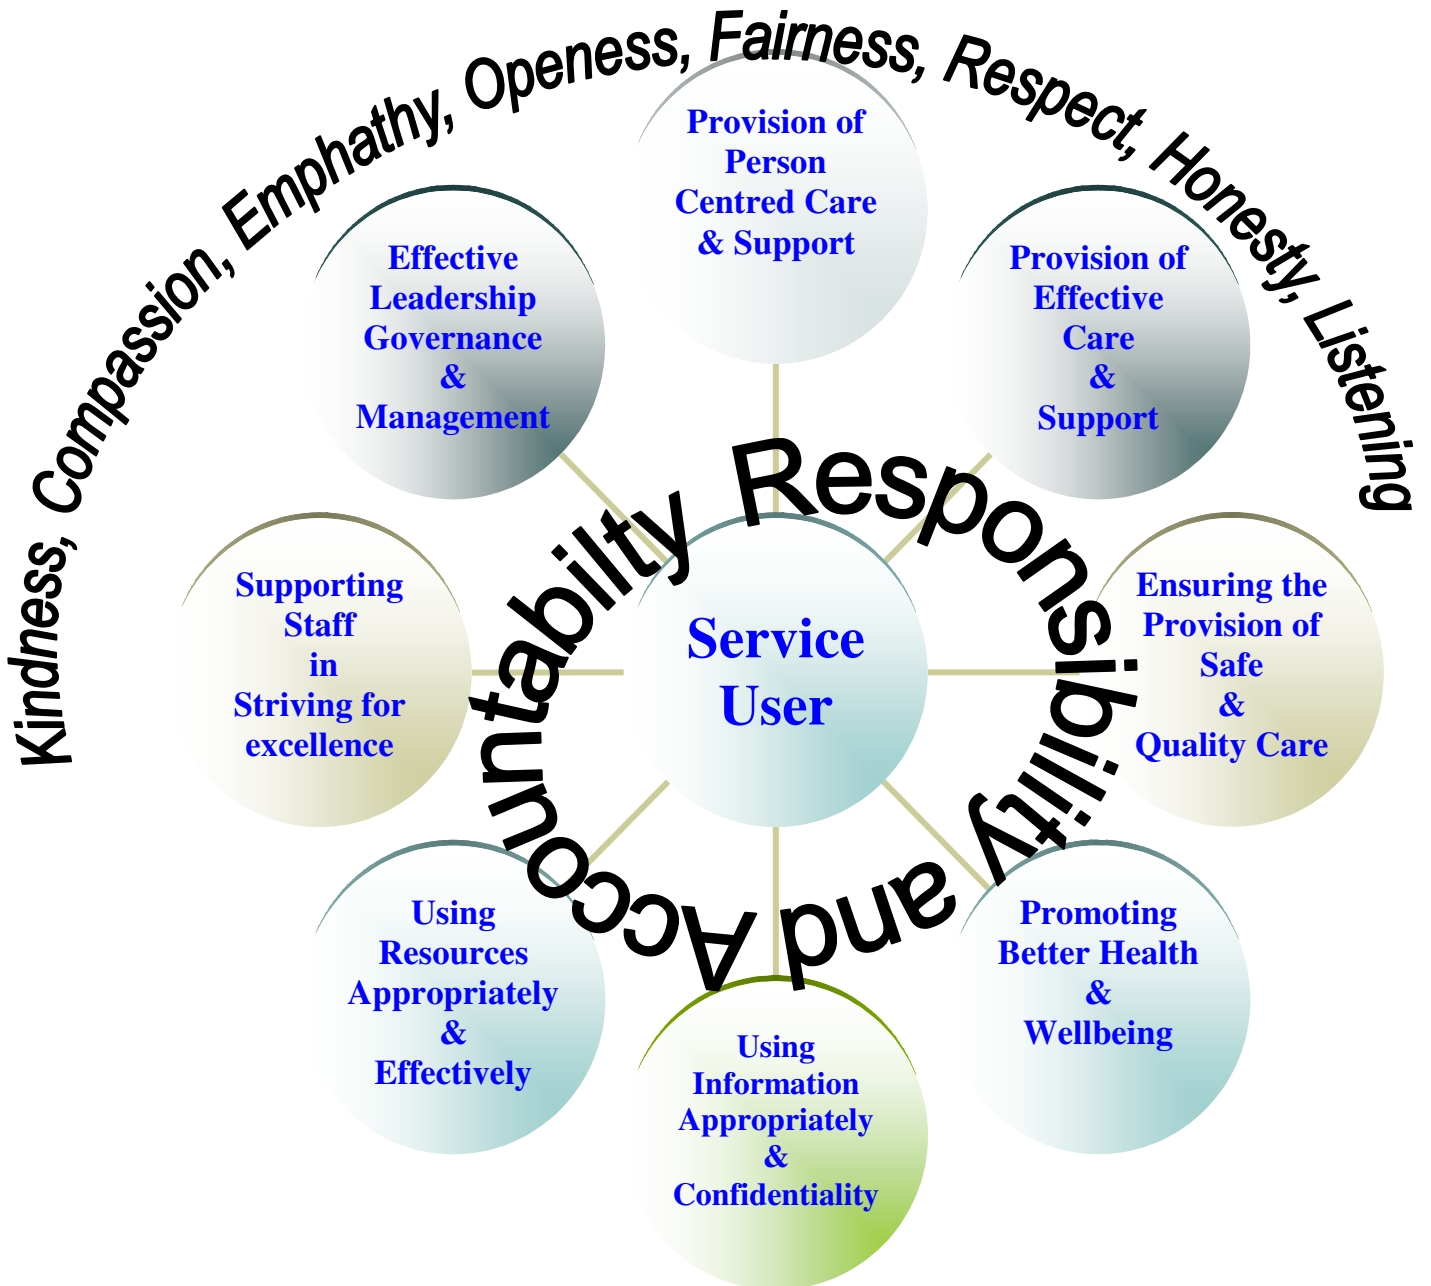 Kindness, Compassion, Emphathy, Openess, Fairness, Respect, Honesty, Listening
Provision of
Person
Centred Care
& Support
Provision of
Effective
Care
&
Support
Ensuring the
Provision of
Safe
&
Quality Care
Promoting
Better Health
&
Wellbeing
Using
Information
Appropriately
&
Confidentiality
Using
Resources
Appropriately
&
Effectively
Supporting
Staff
in
Striving for
excellence
Effective
Leadership
Governance
&
Management
Responsibility and Accountabilty
Service
User